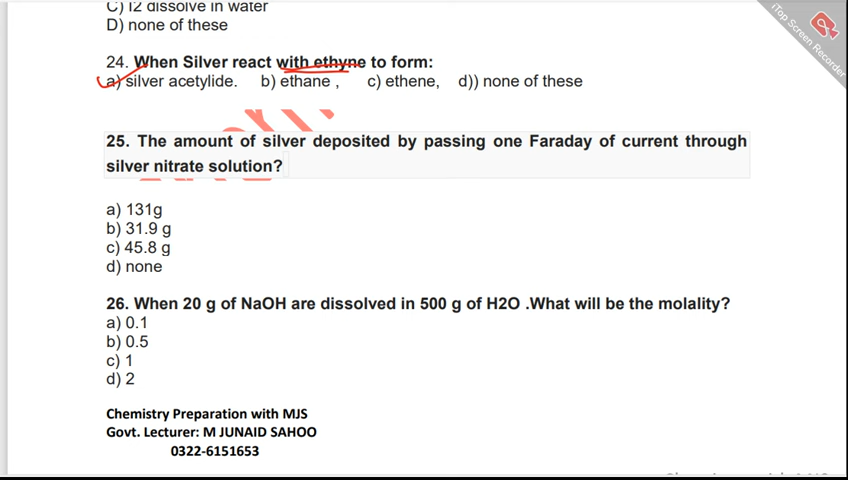 C) I2 dissolve in water
D) none of these
iTop Screen Recorder
24. When Silver react with ethyne to form:
a) silver acetylide. b) ethane , c) ethene, d)) none of these
25. The amount of silver deposited by passing one Faraday of current through
silver nitrate solution?
a) 131g
b) 31.9 g
c) 45.8 g
d) none
26. When 20 g of NaOH are dissolved in 500 g of H2O .What will be the molality?
a) 0.1
b) 0.5
c) 1
d) 2
Chemistry Preparation with MJS
Govt. Lecturer: M JUNAID SAHOO
0322-6151653